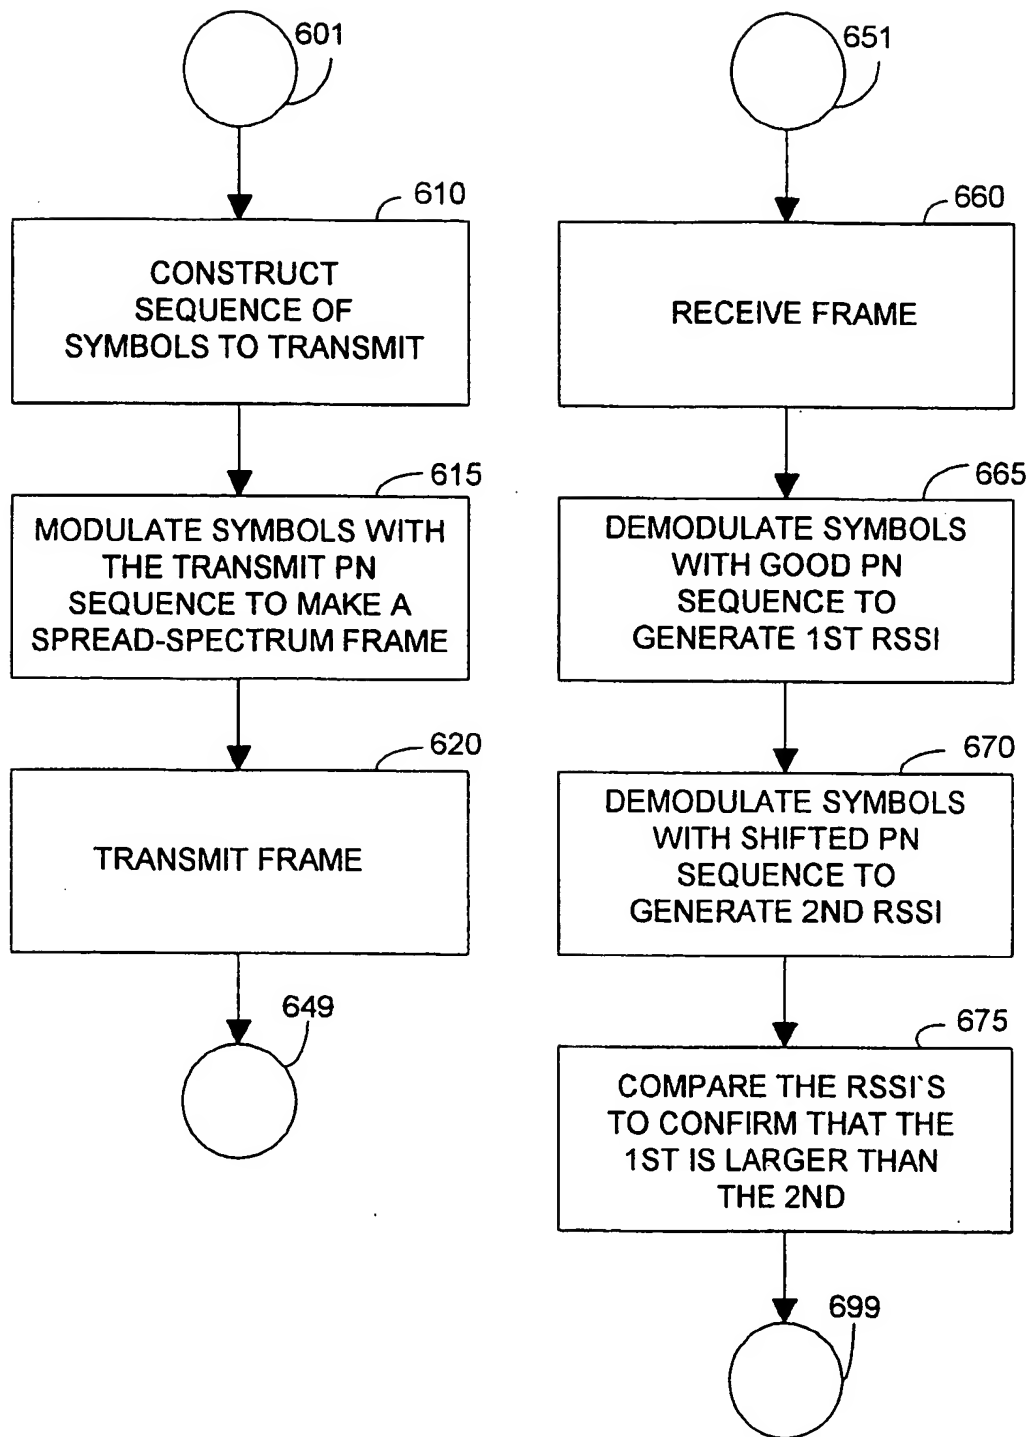 601
610
CONSTRUCT
SEQUENCE OF
SYMBOLS TO TRANSMIT
615
MODULATE SYMBOLS WITH
THE TRANSMIT PN
SEQUENCE TO MAKE A
SPREAD-SPECTRUM FRAME
620
TRANSMIT FRAME
649
651
660
RECEIVE FRAME
665
DEMODULATE SYMBOLS
WITH GOOD PN
SEQUENCE TO
GENERATE 1ST RSSI
670
DEMODULATE SYMBOLS
WITH SHIFTED PN
SEQUENCE TO
GENERATE 2ND RSSI
675
COMPARE THE RSSI`S
TO CONFIRM THAT THE
1ST IS LARGER THAN
THE 2ND
699